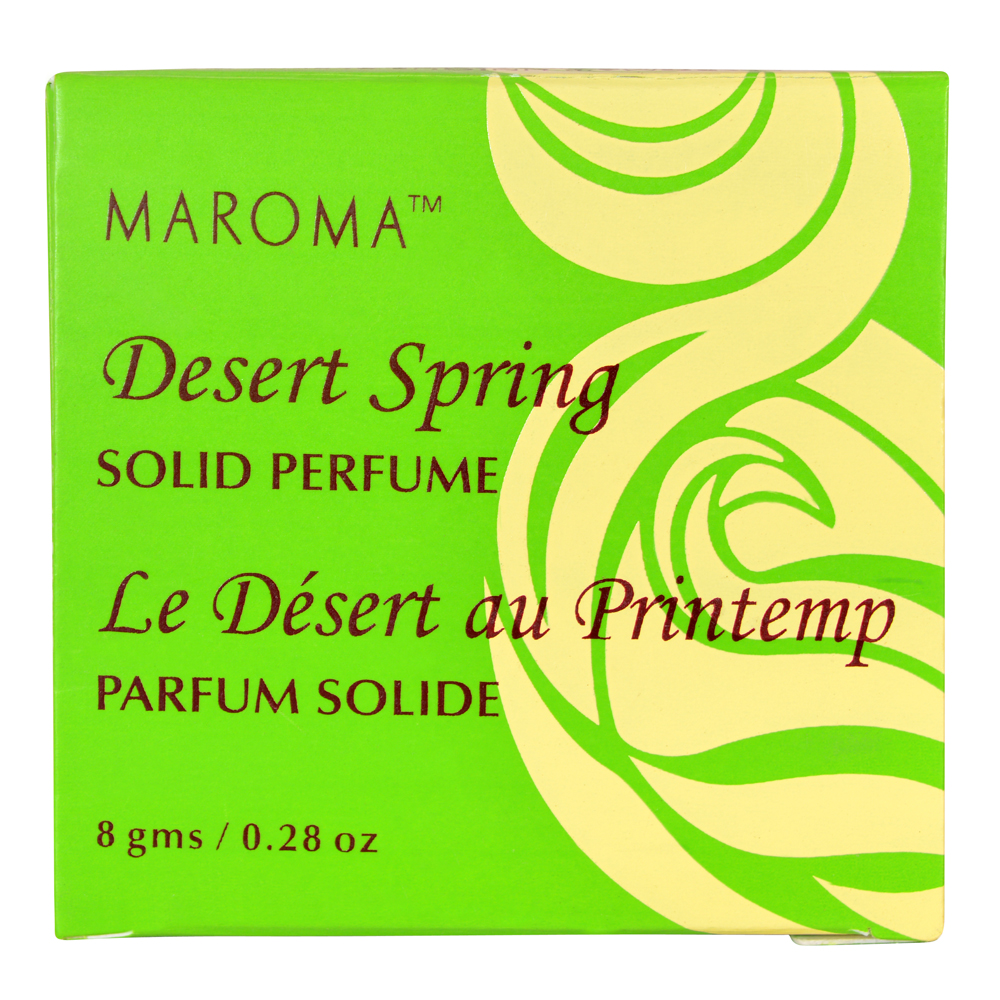 MAROMA™
Desert Spring
SOLID PERFUME
Le Désert au Printemp
PARFUM SOLIDE
8 gms / 0.28 oz